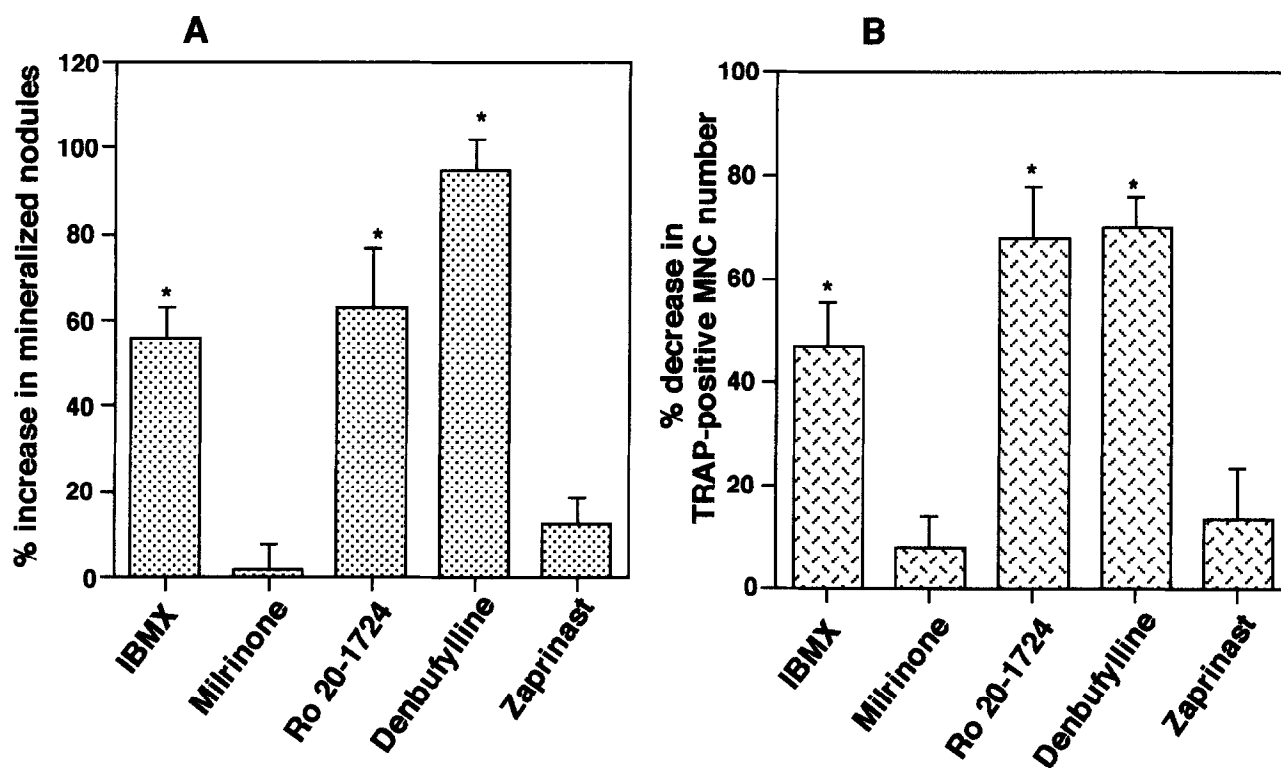 A
% increase in mineralized nodules
120
100
80
60
40
20
0
*
*
*
IBMX
Milrinone
Ro 20-1724
Denbufylline
Zaprinast
B
% decrease in
TRAP-positive MNC number
100
80
60
40
20
0
*
*
*
IBMX
Milrinone
Ro 20-1724
Denbufylline
Zaprinast